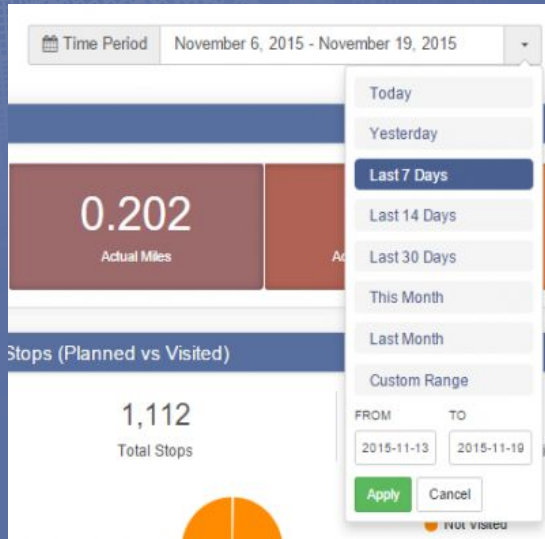 Time Period November 6, 2015 - November 19, 2015
Today
Yesterday
Last 7 Days
Last 14 Days
Last 30 Days
This Month
Last Month
Custom Range
FROM TO
2015-11-13 2015-11-19
Apply Cancel
0.202
Actual Miles
Stops (Planned vs Visited)
1,112
Total Stops
Not Visited